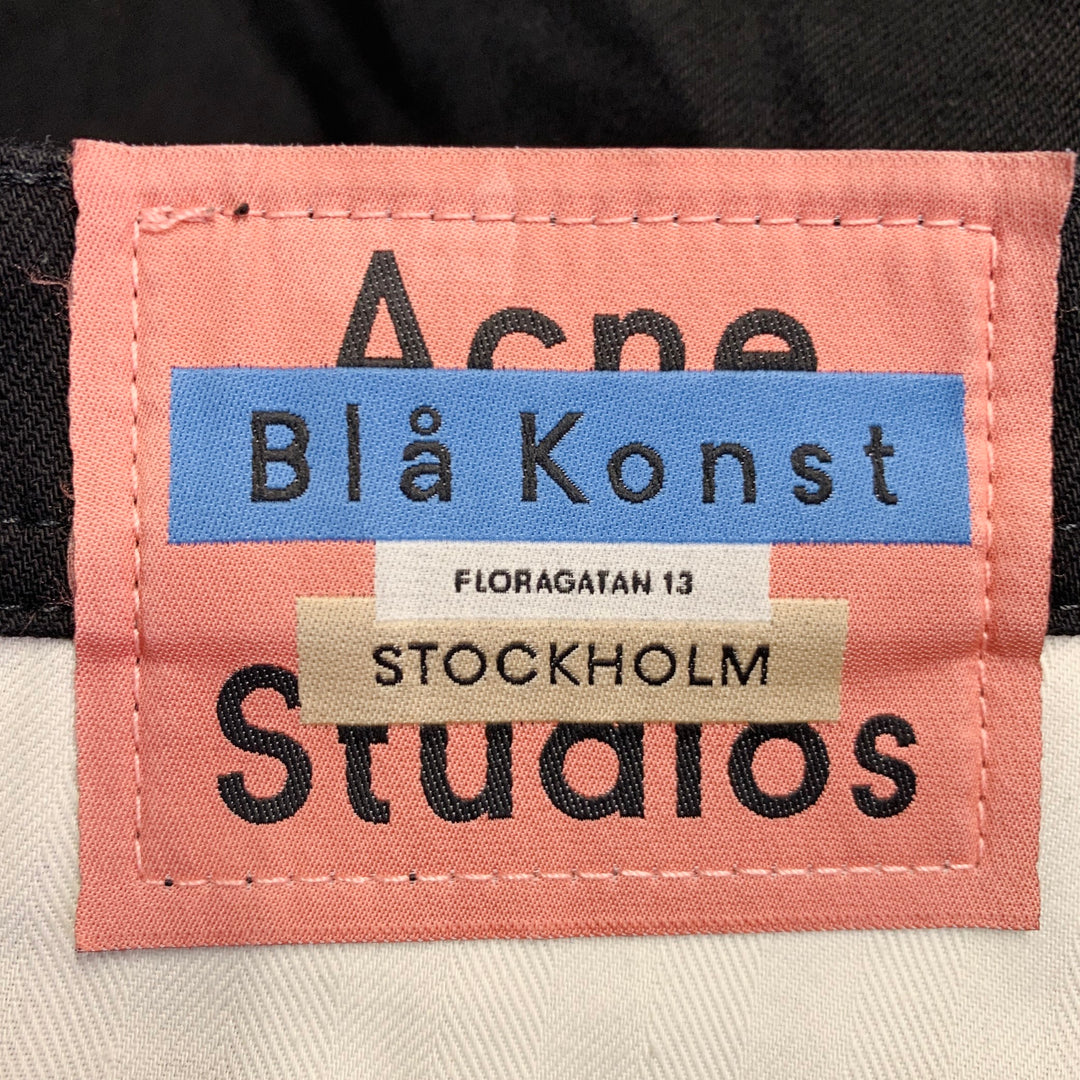 Acne
Blå Konst
FLORAGATAN 13
STOCKHOLM
Studios